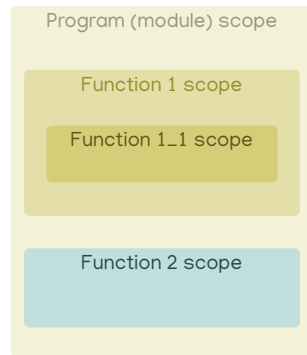 Program (module) scope
Function 1 scope
Function 1_1 scope
Function 2 scope